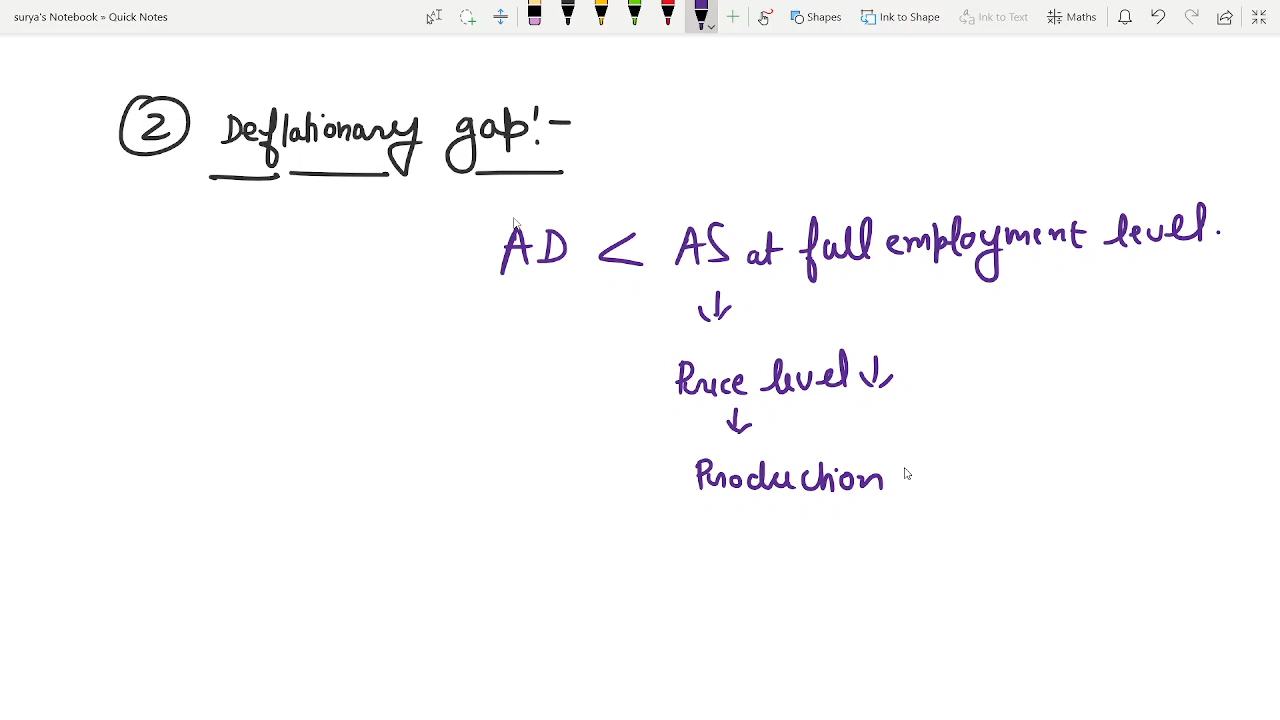 surya's Notebook » Quick Notes
Shapes Ink to Shape Ink to Text Maths
2 Deflationary gap:-
AD < AS at full employment level.
↓
Price level ↓
↓
Production